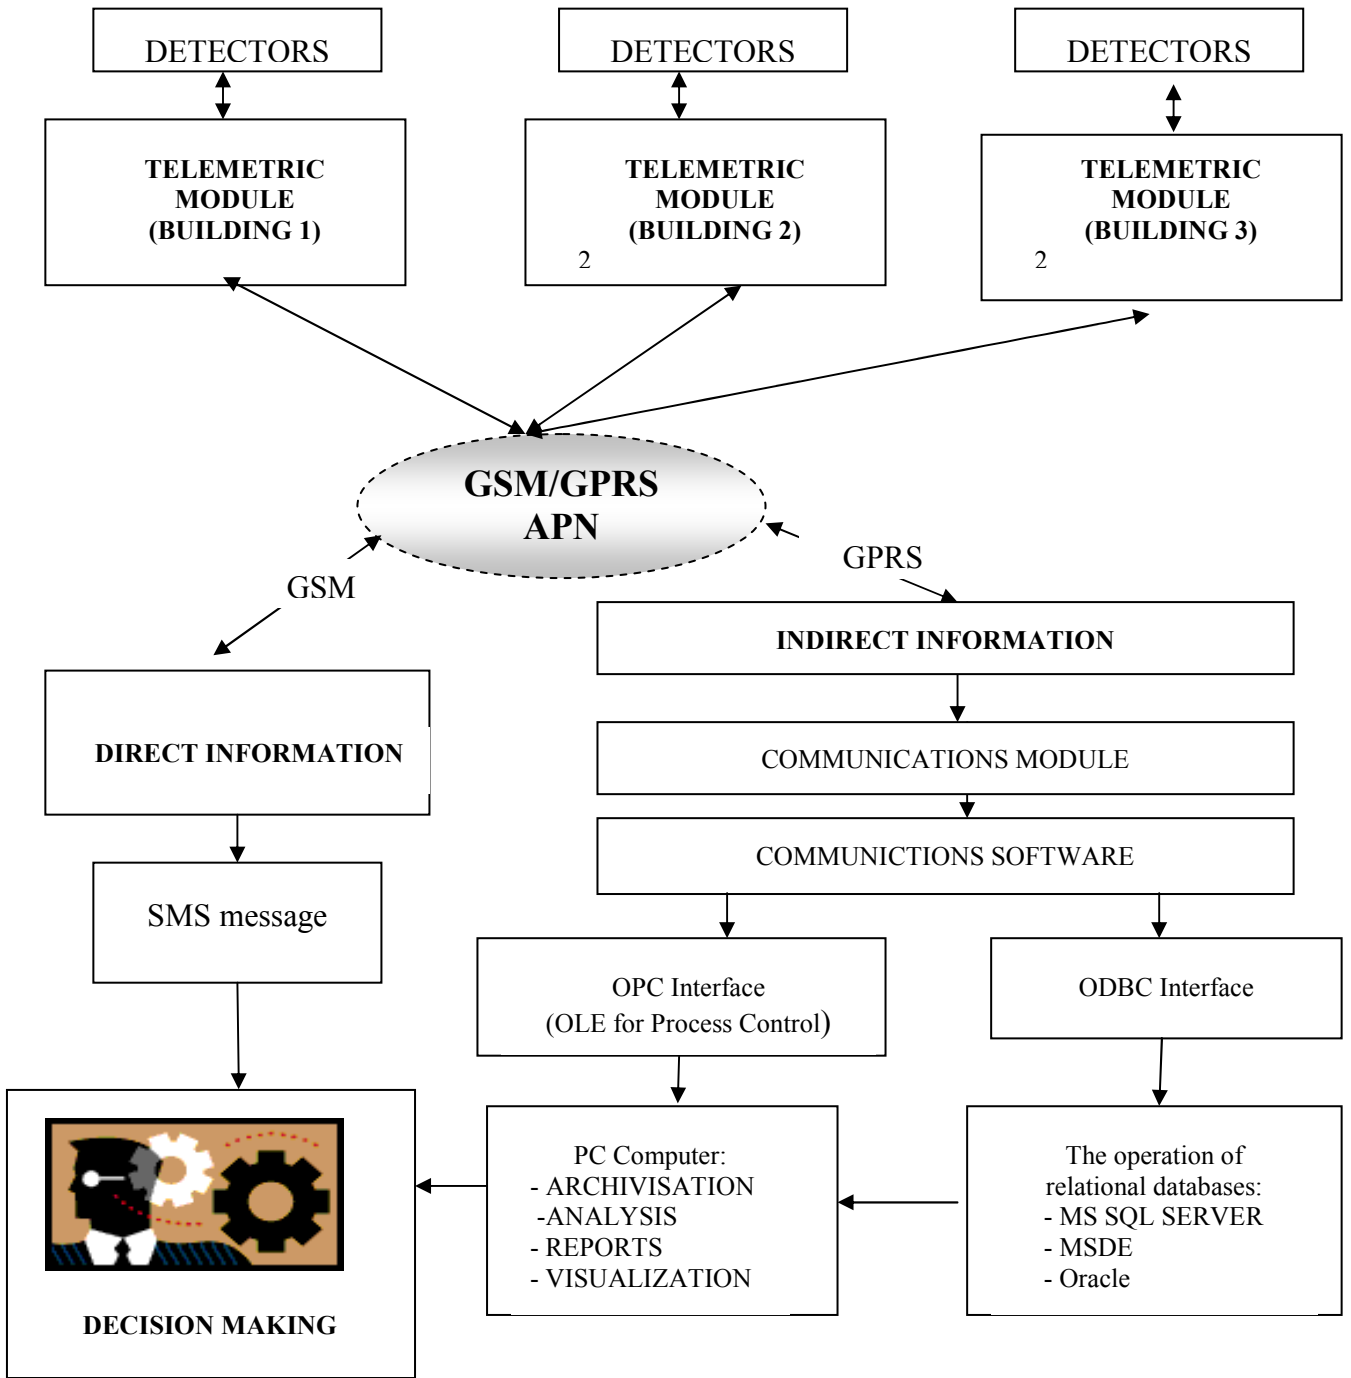 DETECTORS
DETECTORS
DETECTORS
TELEMETRIC
MODULE
(BUILDING 1)
TELEMETRIC
MODULE
(BUILDING 2)
2
TELEMETRIC
MODULE
(BUILDING 3)
2
GSM/GPRS
APN
GSM
GPRS
INDIRECT INFORMATION
DIRECT INFORMATION
COMMUNICATIONS MODULE
COMMUNICTIONS SOFTWARE
SMS message
OPC Interface
(OLE for Process Control)
ODBC Interface
PC Computer:
- ARCHIVISATION
-ANALYSIS
- REPORTS
- VISUALIZATION
The operation of
relational databases:
- MS SQL SERVER
- MSDE
- Oracle
DECISION MAKING